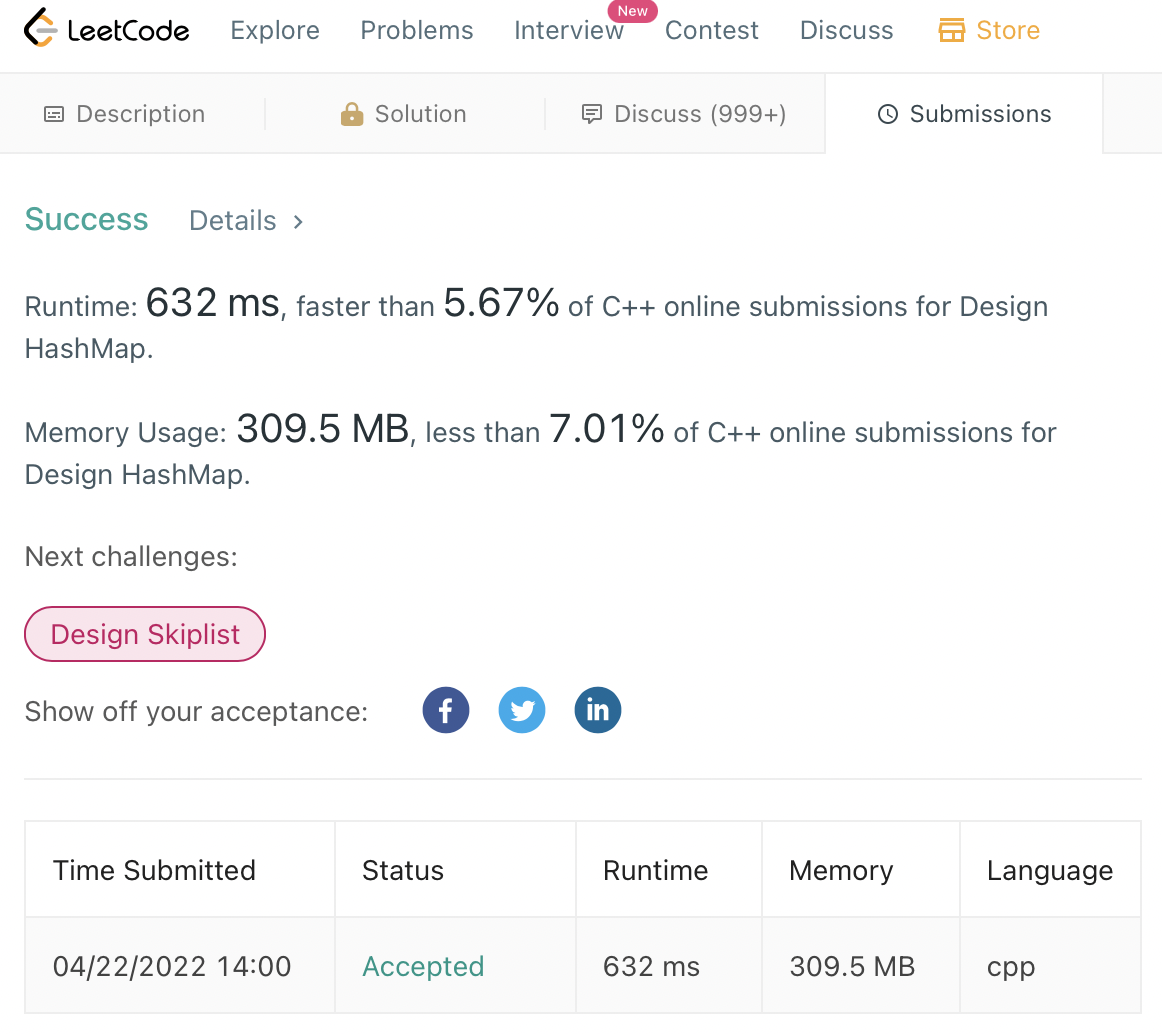 LeetCode Explore Problems Interview New Contest Discuss Store
Description Solution Discuss (999+) Submissions
Success Details >
Runtime: 632 ms, faster than 5.67% of C++ online submissions for Design
HashMap.
Memory Usage: 309.5 MB, less than 7.01% of C++ online submissions for
Design HashMap.
Next challenges:
Design Skiplist
Show off your acceptance: f in
Time Submitted Status Runtime Memory Language
04/22/2022 14:00 Accepted 632 ms 309.5 MB cpp